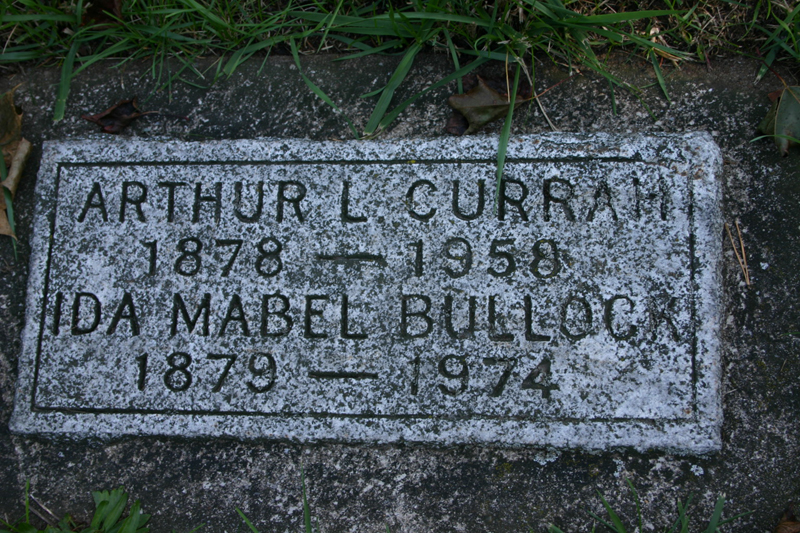 ARTHUR L. CURRAH
1878 — 1958
IDA MABEL BULLOCK
1879 — 1974